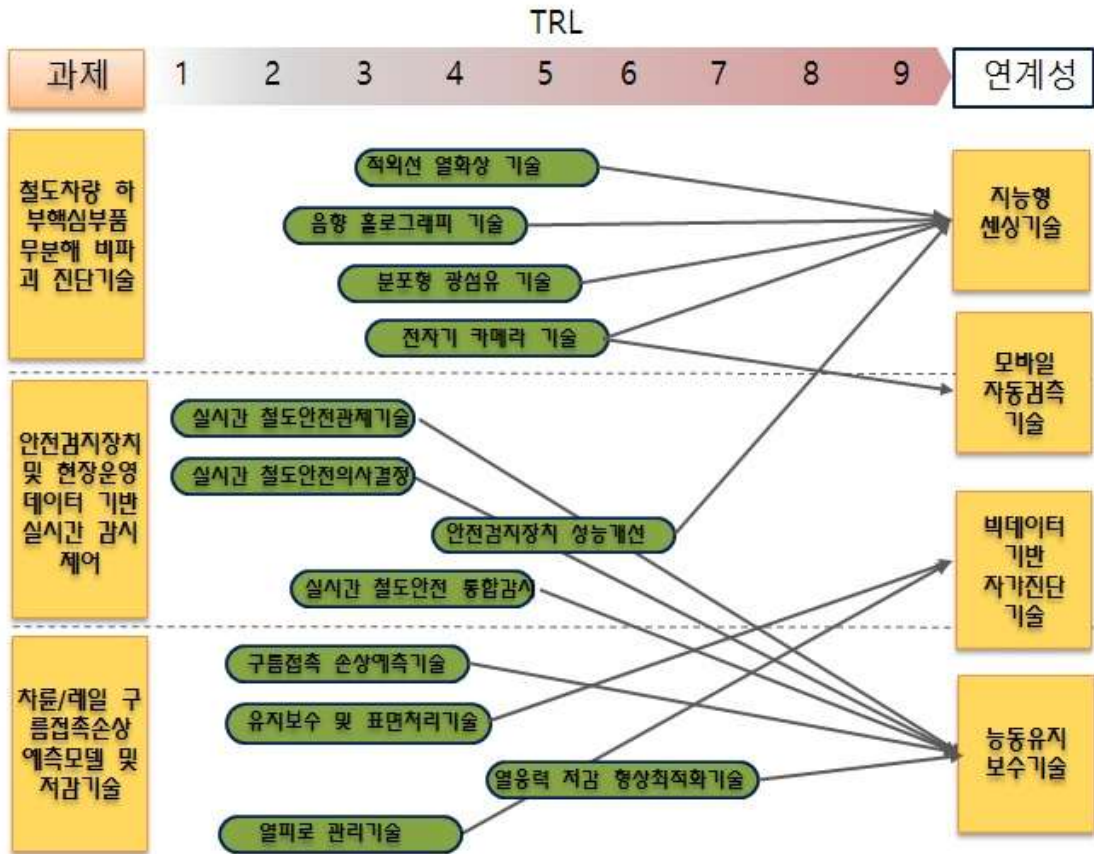 TRL
과제
1 2 3 4 5 6 7 8 9
연계성
철도차량 하
부핵심부품
무분해 비파
괴 진단기술
적외선 열화상 기술
음향 홀로그래피 기술
분포형 광섬유 기술
전자기 카메라 기술
지능형
센싱기술
모바일
자동검측
기술
안전검지장치
및 현장운영
데이터 기반
실시간 감시
제어
실시간 철도안전관제기술
실시간 철도안전의사결정
안전검지장치 성능개선
실시간 철도안전 통합감시
빅데이터
기반
자가진단
기술
차륜/레일 구
름접촉손상
예측모델 및
저감기술
구름접촉 손상예측기술
유지보수 및 표면처리기술
열응력 저감 형상최적화기술
열피로 관리기술
능동유지
보수기술